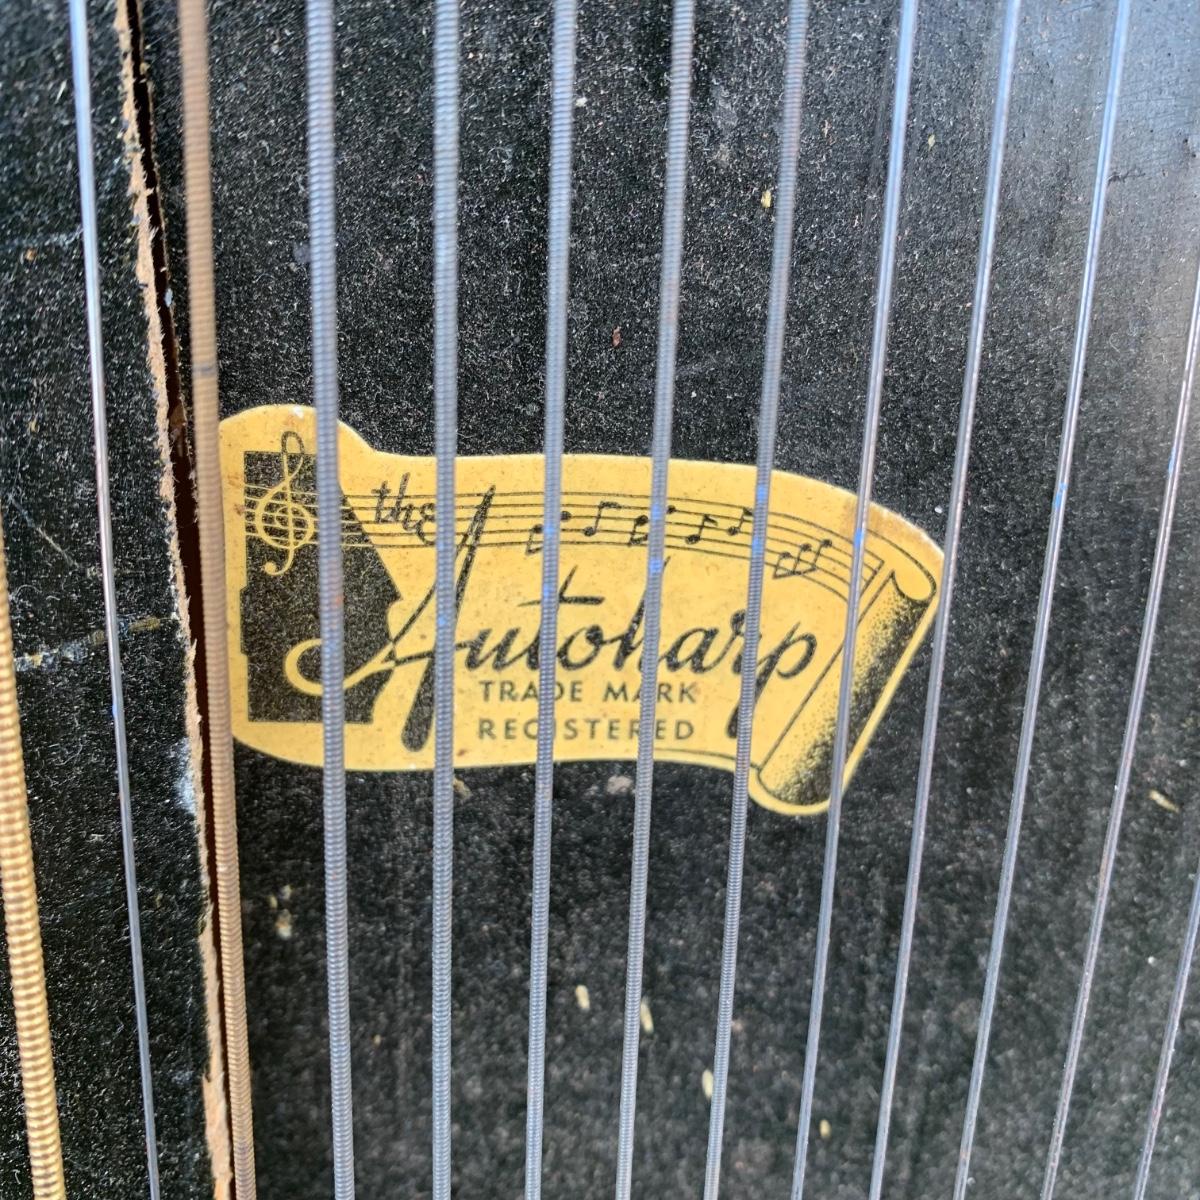 the
Autoharp
TRADE MARK
REGISTERED